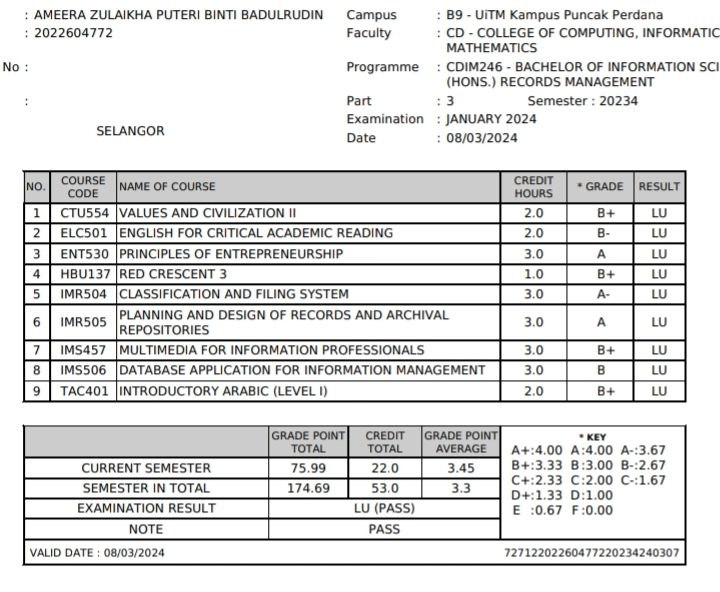 : AMEERA ZULAIKHA PUTERI BINTI BADULRUDIN Campus : B9 - UiTM Kampus Puncak Perdana
: 2022604772 Faculty : CD - COLLEGE OF COMPUTING, INFORMATIC
MATHEMATICS
No : Programme : CDIM246 - BACHELOR OF INFORMATION SCI
(HONS.) RECORDS MANAGEMENT
: Part : 3 Semester : 20234
Examination : JANUARY 2024
SELANGOR
Date : 08/03/2024
NO. COURSE CODE NAME OF COURSE CREDIT HOURS * GRADE RESULT
1 CTU554 VALUES AND CIVILIZATION II 2.0 B+ LU
2 ELC501 ENGLISH FOR CRITICAL ACADEMIC READING 2.0 B- LU
3 ENT530 PRINCIPLES OF ENTREPRENEURSHIP 3.0 A LU
4 HBU137 RED CRESCENT 3 1.0 B+ LU
5 IMR504 CLASSIFICATION AND FILING SYSTEM 3.0 A- LU
6 IMR505 PLANNING AND DESIGN OF RECORDS AND ARCHIVAL REPOSITORIES 3.0 A LU
7 IMS457 MULTIMEDIA FOR INFORMATION PROFESSIONALS 3.0 B+ LU
8 IMS506 DATABASE APPLICATION FOR INFORMATION MANAGEMENT 3.0 B LU
9 TAC401 INTRODUCTORY ARABIC (LEVEL I) 2.0 B+ LU
GRADE POINT TOTAL CREDIT TOTAL GRADE POINT AVERAGE
CURRENT SEMESTER 75.99 22.0 3.45
SEMESTER IN TOTAL 174.69 53.0 3.3
EXAMINATION RESULT LU (PASS)
NOTE PASS
* KEY
A+:4.00 A:4.00 A-:3.67
B+:3.33 B:3.00 B-:2.67
C+:2.33 C:2.00 C-:1.67
D+:1.33 D:1.00
E :0.67 F:0.00
VALID DATE : 08/03/2024 72712202260477220234240307